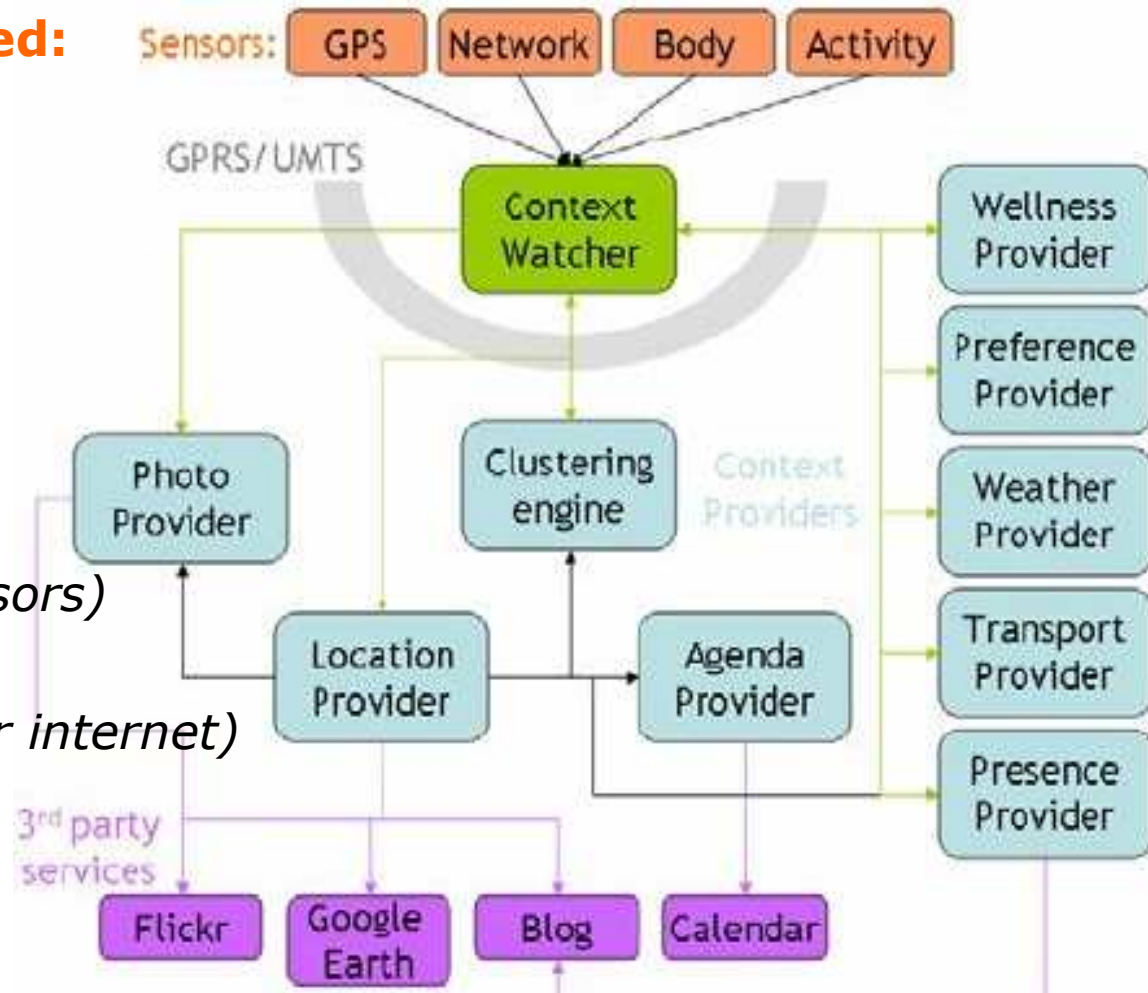 ed:
Sensors:
GPS
Network
Body
Activity
GPRS/UMTS
Context
Watcher
Wellness
Provider
Preference
Provider
Photo
Provider
Clustering
engine
Context
Providers
Weather
Provider
sors)
Location
Provider
Agenda
Provider
Transport
Provider
r internet)
Presence
Provider
3rd party
services
Flickr
Google
Earth
Blog
Calendar